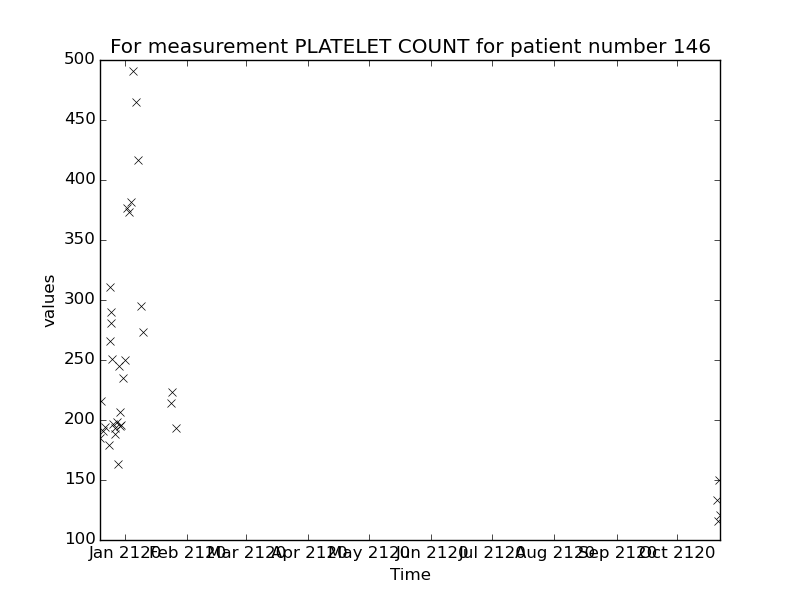 For measurement PLATELET COUNT for patient number 146
500
450
400
350
300
250
200
150
100
values
Jan 2120 Feb 2120 Mar 2120 Apr 2120 May 2120 Jun 2120 Jul 2120 Aug 2120 Sep 2120 Oct 2120
Time